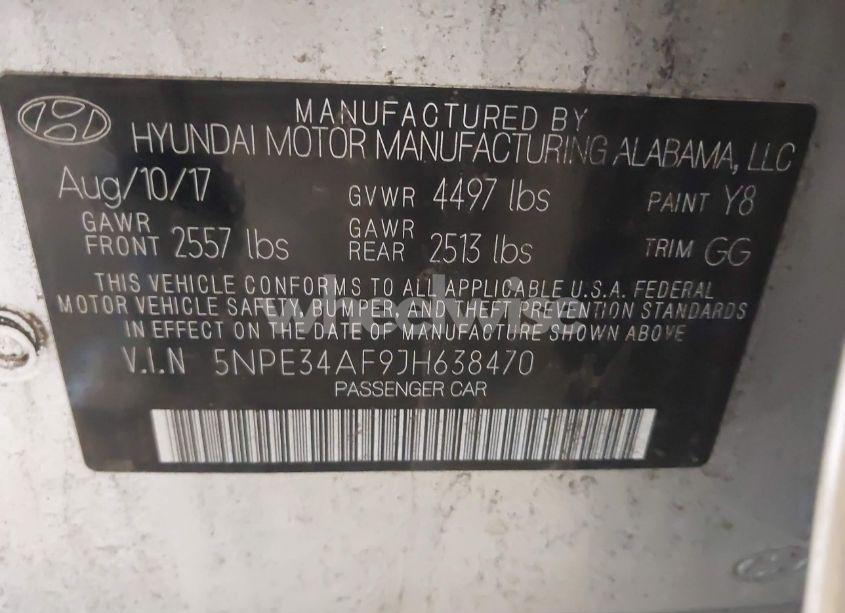 MANUFACTURED BY
HYUNDAI MOTOR MANUFACTURING ALABAMA, LLC
Aug/10/17 GVWR 4497 lbs PAINT Y8
GAWR FRONT 2557 lbs GAWR REAR 2513 lbs TRIM GG
THIS VEHICLE CONFORMS TO ALL APPLICABLE U.S.A. FEDERAL
MOTOR VEHICLE SAFETY, BUMPER, AND THEFT PREVENTION STANDARDS
IN EFFECT ON THE DATE OF MANUFACTURE SHOWN ABOVE.
wheelwise
V.I.N 5NPE34AF9JH638470
PASSENGER CAR